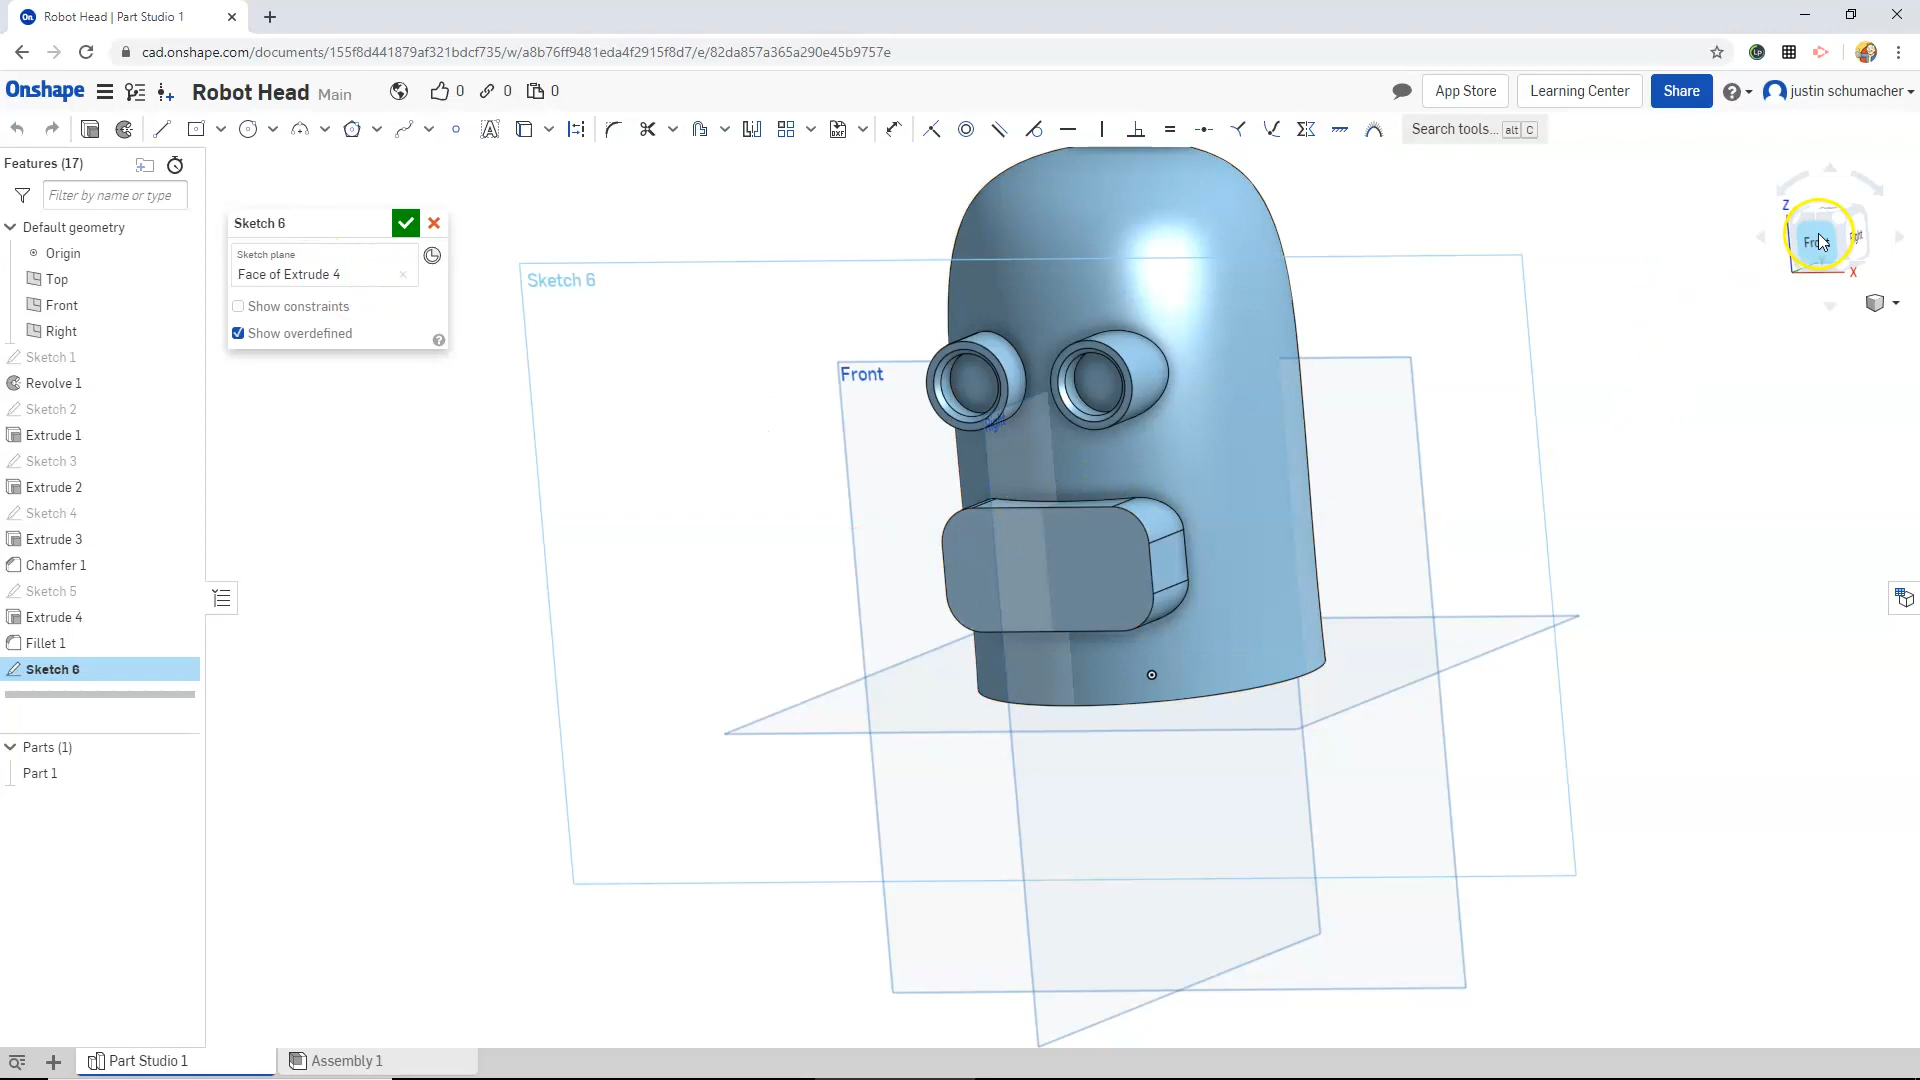 Robot Head | Part Studio 1
cad.onshape.com/documents/155f8d441879af321bdcf735/w/a8b76ff9481eda4f2915f8d7/e/82da857a365a290e45b9757e
Onshape
Robot Head Main
0
0
0
App Store
Learning Center
Share
justin schumacher
Search tools... alt C
Features (17)
Filter by name or type
Default geometry
Origin
Top
Front
Right
Sketch 1
Revolve 1
Sketch 2
Extrude 1
Sketch 3
Extrude 2
Sketch 4
Extrude 3
Chamfer 1
Sketch 5
Extrude 4
Fillet 1
Sketch 6
Parts (1)
Part 1
Sketch 6
Sketch plane
Face of Extrude 4
Show constraints
Show overdefined
Sketch 6
Front
Right
Z
Front
Right
X
Part Studio 1
Assembly 1